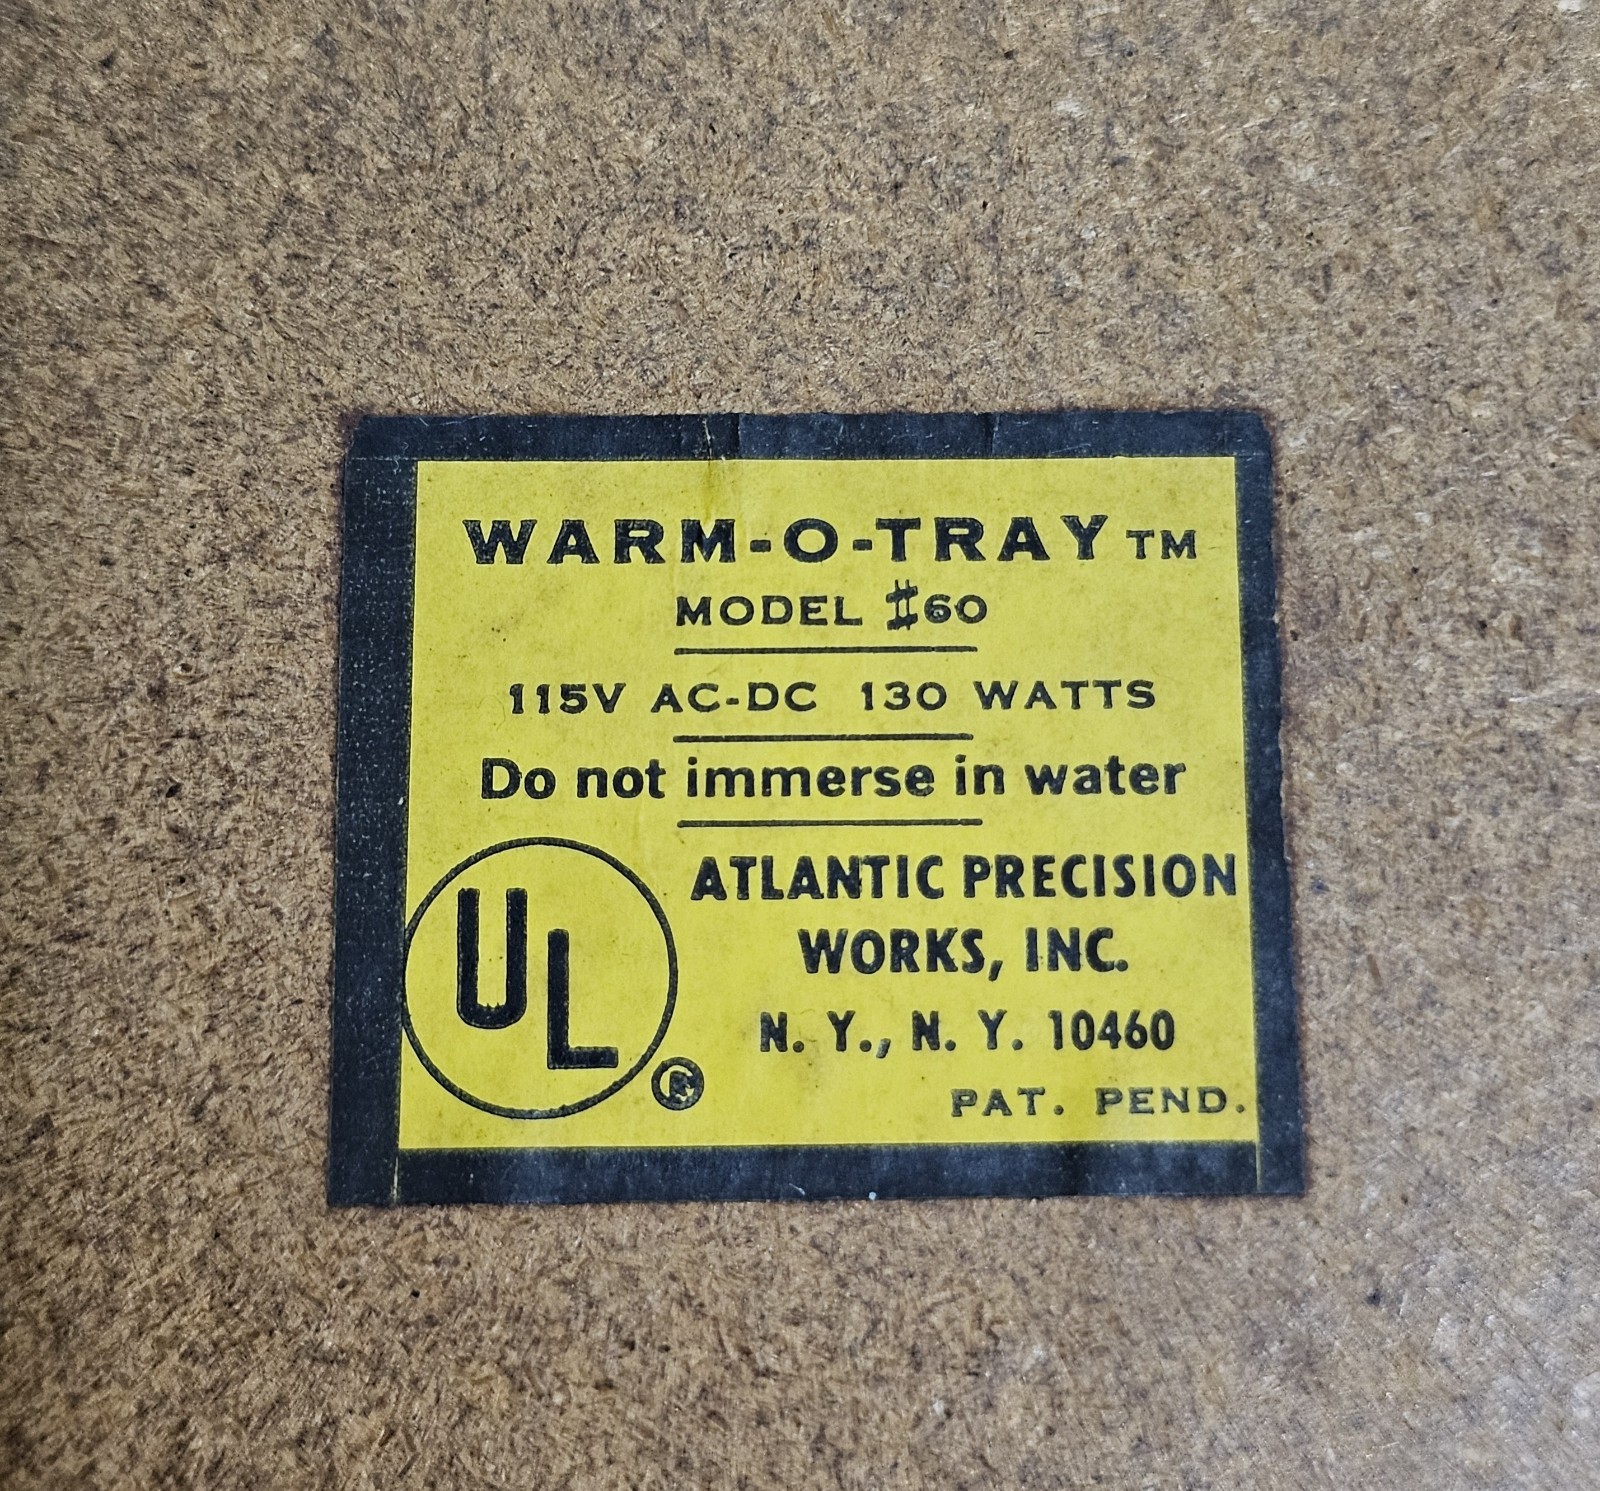 WARM-O-TRAY TM
MODEL #60
115V AC-DC 130 WATTS
Do not immerse in water
UL ®
ATLANTIC PRECISION
WORKS, INC.
N. Y., N. Y. 10460
PAT. PEND.